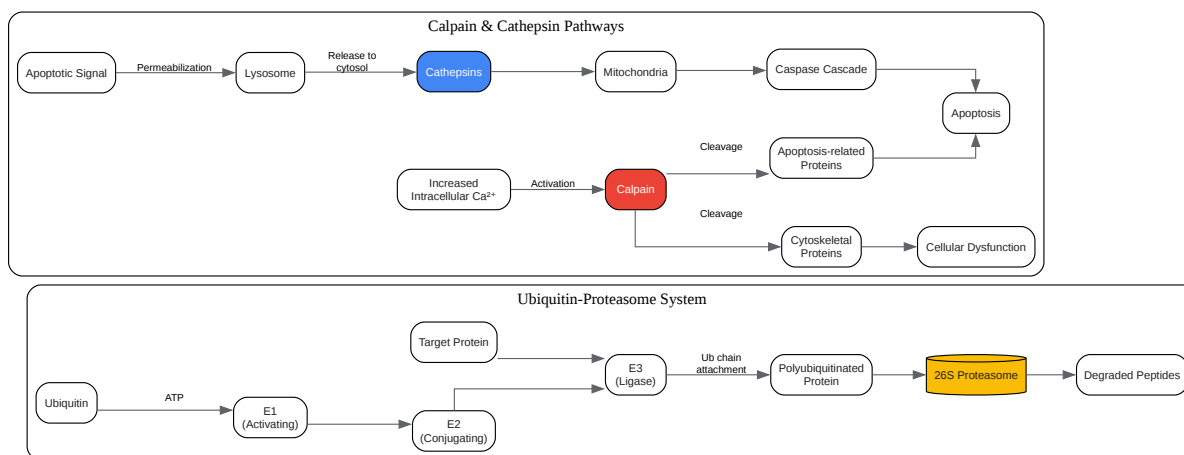 Calpain & Cathepsin Pathways
Apoptotic Signal
Permeabilization
Lysosome
Release to
cytosol
Cathepsins
Mitochondria
Caspase Cascade
Apoptosis
Increased
Intracellular Ca²⁺
Activation
Calpain
Cleavage
Apoptosis-related
Proteins
Cleavage
Cytoskeletal
Proteins
Cellular Dysfunction
Ubiquitin-Proteasome System
Target Protein
Ubiquitin
ATP
E1
(Activating)
E2
(Conjugating)
E3
(Ligase)
Ub chain
attachment
Polyubiquitinated
Protein
26S Proteasome
Degraded Peptides